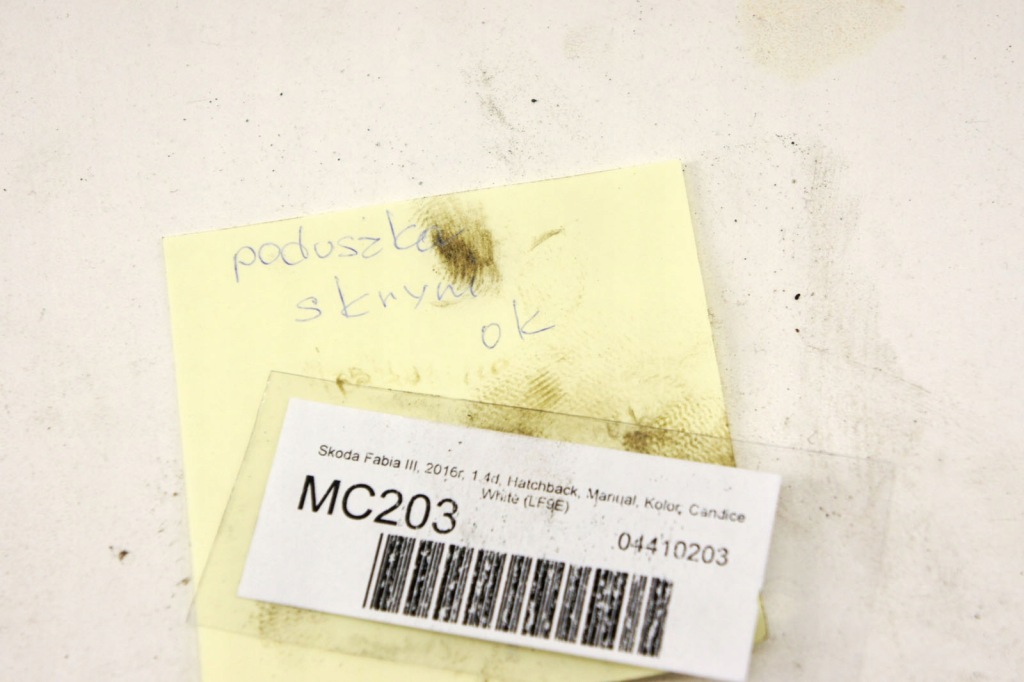 poduszka
skrzyni
ok
Skoda Fabia III, 2016r, 1.4d, Hatchback, Manual, Kolor, Candice
White (LF9E)
MC203
04410203